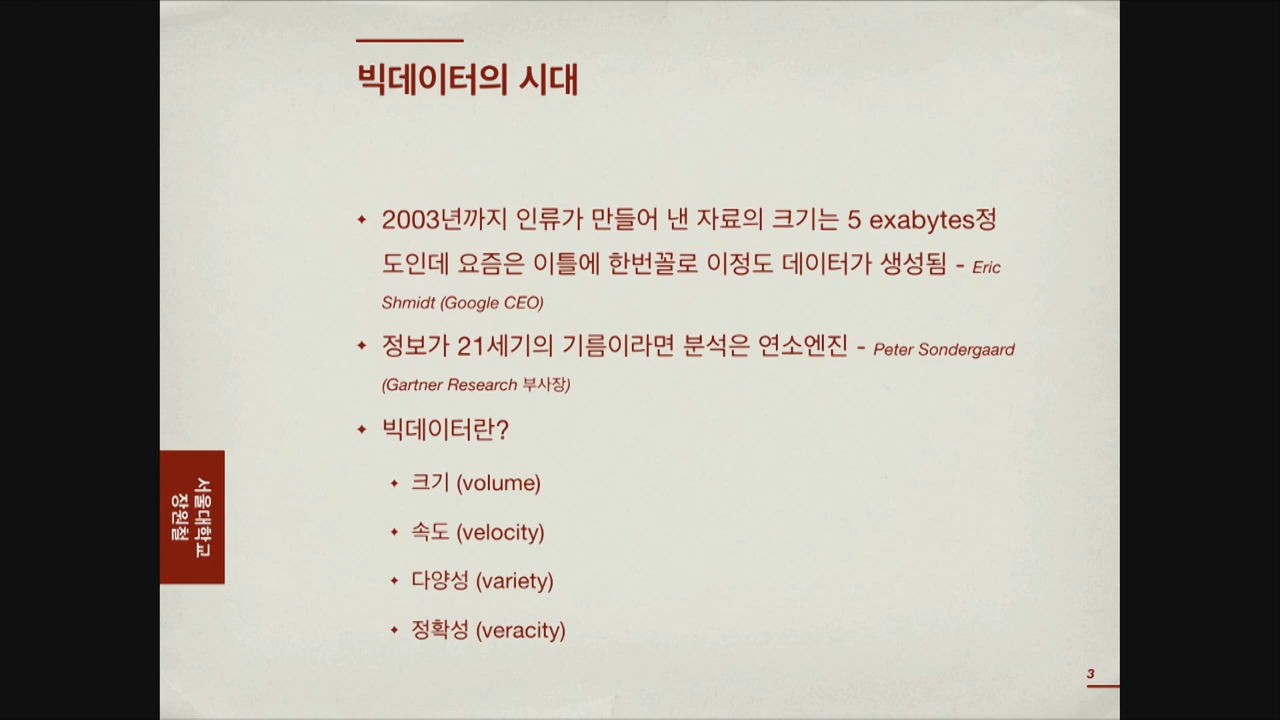 빅데이터의 시대
2003년까지 인류가 만들어 낸 자료의 크기는 5 exabytes정
도인데 요즘은 이틀에 한번꼴로 이정도 데이터가 생성됨 - Eric
Shmidt (Google CEO)
정보가 21세기의 기름이라면 분석은 연소엔진 - Peter Sondergaard
(Gartner Research 부사장)
빅데이터란?
크기 (volume)
속도 (velocity)
다양성 (variety)
정확성 (veracity)
서울대학교
장원철
3